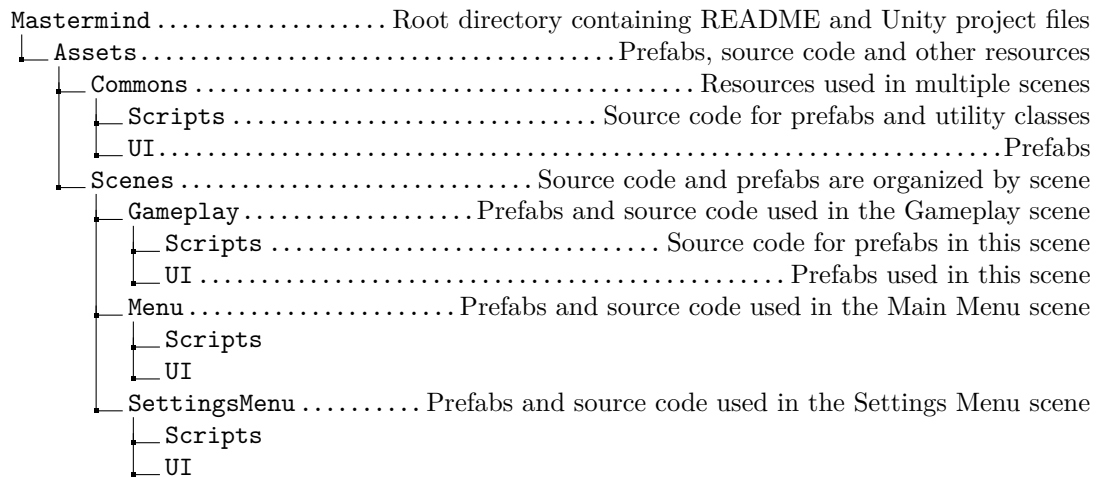 Mastermind .................. Root directory containing README and Unity project files
Assets........................................Prefabs, source code and other resources
Commons .......................................... Resources used in multiple scenes
Scripts ............................... Source code for prefabs and utility classes
UI.......................................................................Prefabs
Scenes .............................. Source code and prefabs are organized by scene
Gameplay...................Prefabs and source code used in the Gameplay scene
Scripts ................................. Source code for prefabs in this scene
UI .................................................. Prefabs used in this scene
Menu.......................Prefabs and source code used in the Main Menu scene
Scripts
UI
SettingsMenu .......... Prefabs and source code used in the Settings Menu scene
Scripts
UI